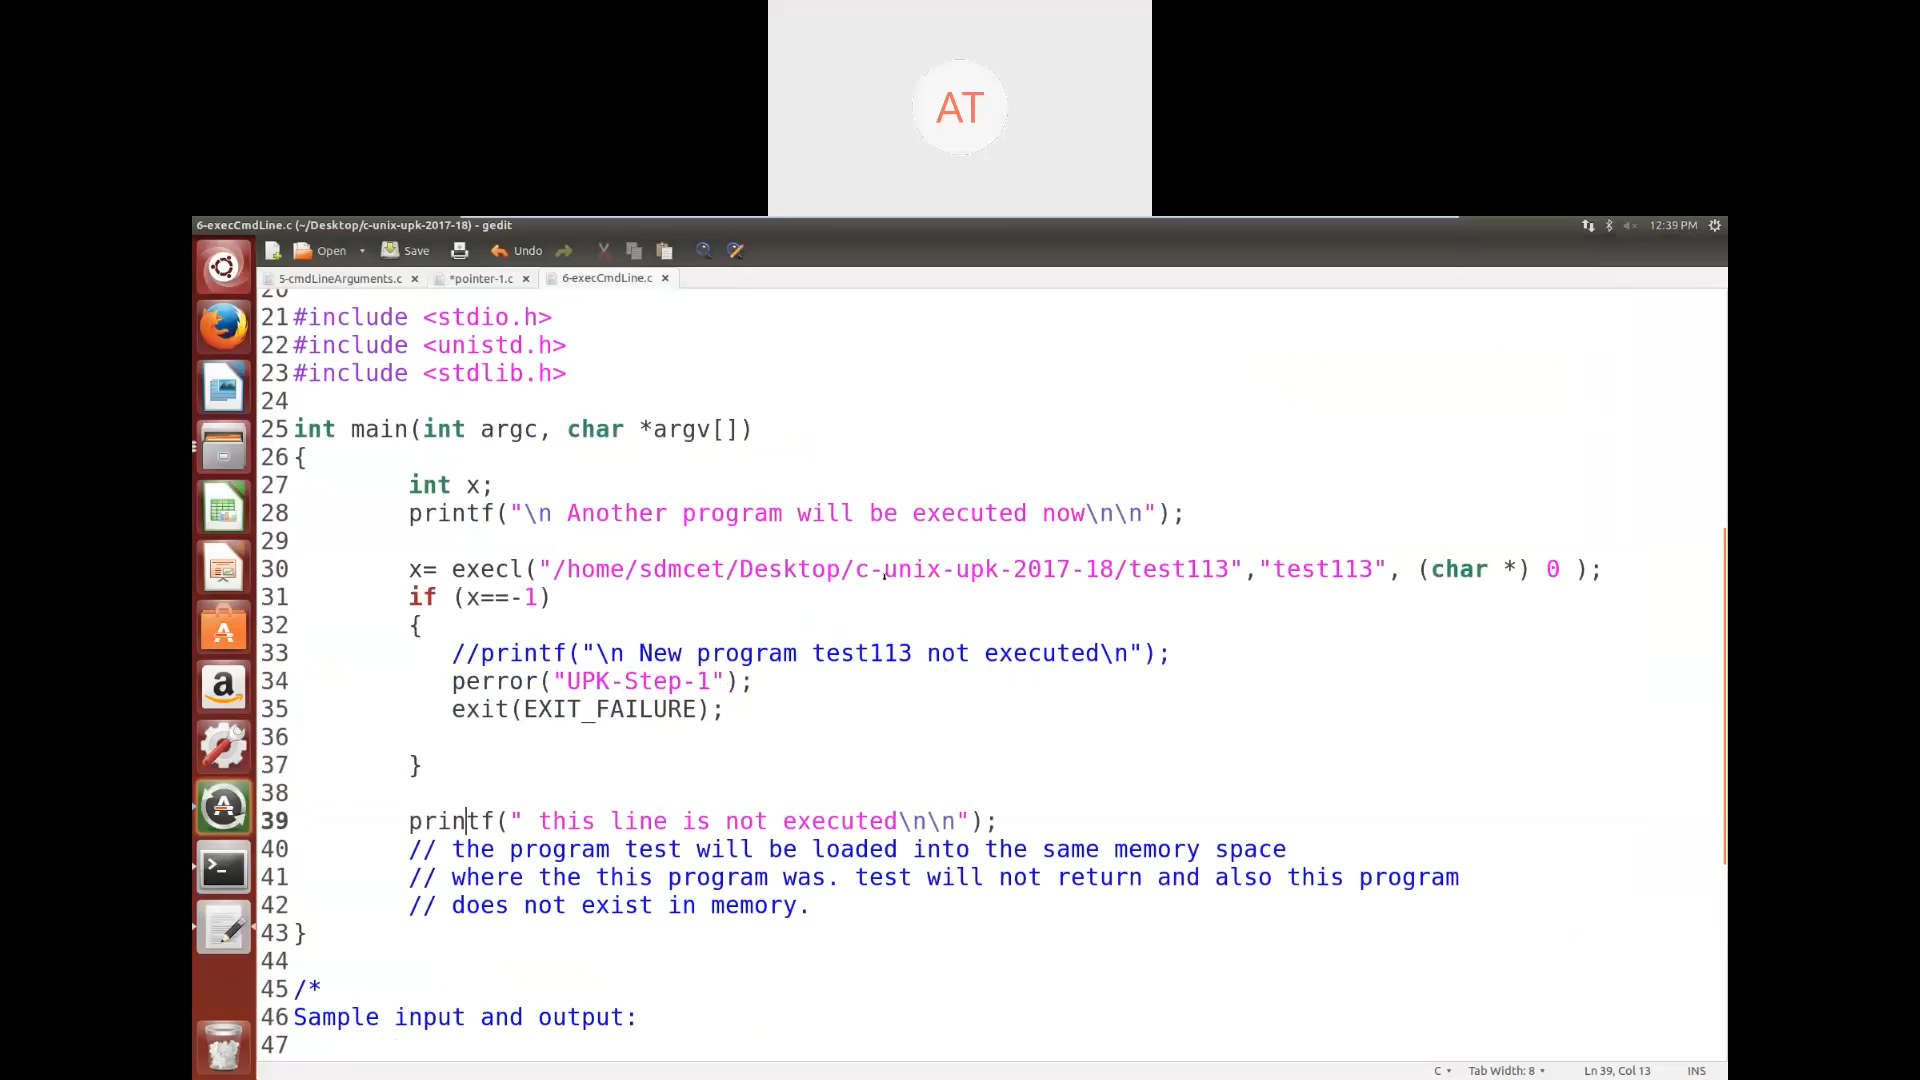 AT
6-execCmdLine.c (~/Desktop/c-unix-upk-2017-18) - gedit
12:39 PM
Open Save Undo
5-cmdLineArguments.c *pointer-1.c 6-execCmdLine.c
20
21 #include <stdio.h>
22 #include <unistd.h>
23 #include <stdlib.h>
24
25 int main(int argc, char *argv[])
26 {
27 int x;
28 printf("\n Another program will be executed now\n\n");
29
30 x= execl("/home/sdmcet/Desktop/c-unix-upk-2017-18/test113","test113", (char *) 0 );
31 if (x==-1)
32 {
33 //printf("\n New program test113 not executed\n");
34 perror("UPK-Step-1");
35 exit(EXIT_FAILURE);
36
37 }
38
39 printf(" this line is not executed\n\n");
40 // the program test will be loaded into the same memory space
41 // where the this program was. test will not return and also this program
42 // does not exist in memory.
43 }
44
45 /*
46 Sample input and output:
47
C Tab Width: 8 Ln 39, Col 13 INS